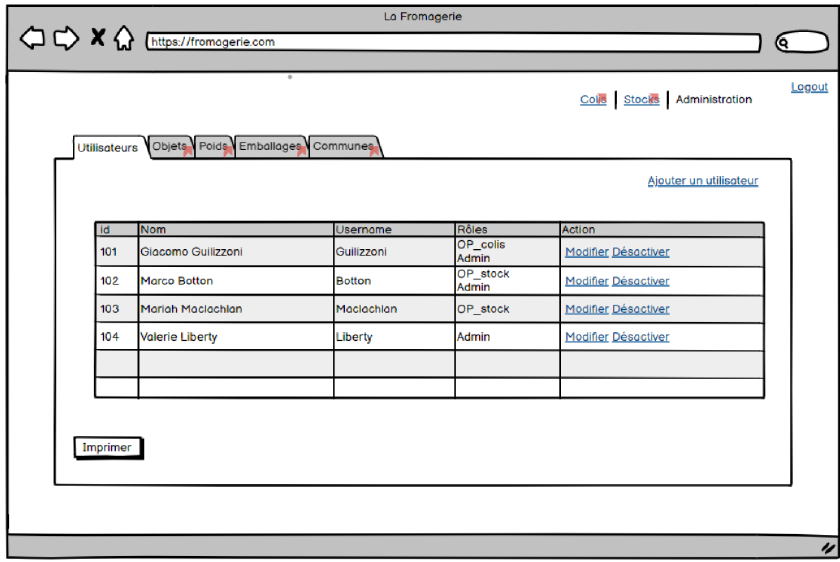 La Fromagerie
https://fromagerie.com
Logout
Colis Stocks Administration
Utilisateurs Objets Poids Emballages Communes
Ajouter un utilisateur
id Nom Username Rôles Action
101 Giacomo Guilizzoni Guilizzoni OP_colis Admin Modifier Désactiver
102 Marco Botton Botton OP_stock Admin Modifier Désactiver
103 Mariah Maclachlan Maclachlan OP_stock Modifier Désactiver
104 Valerie Liberty Liberty Admin Modifier Désactiver
Imprimer